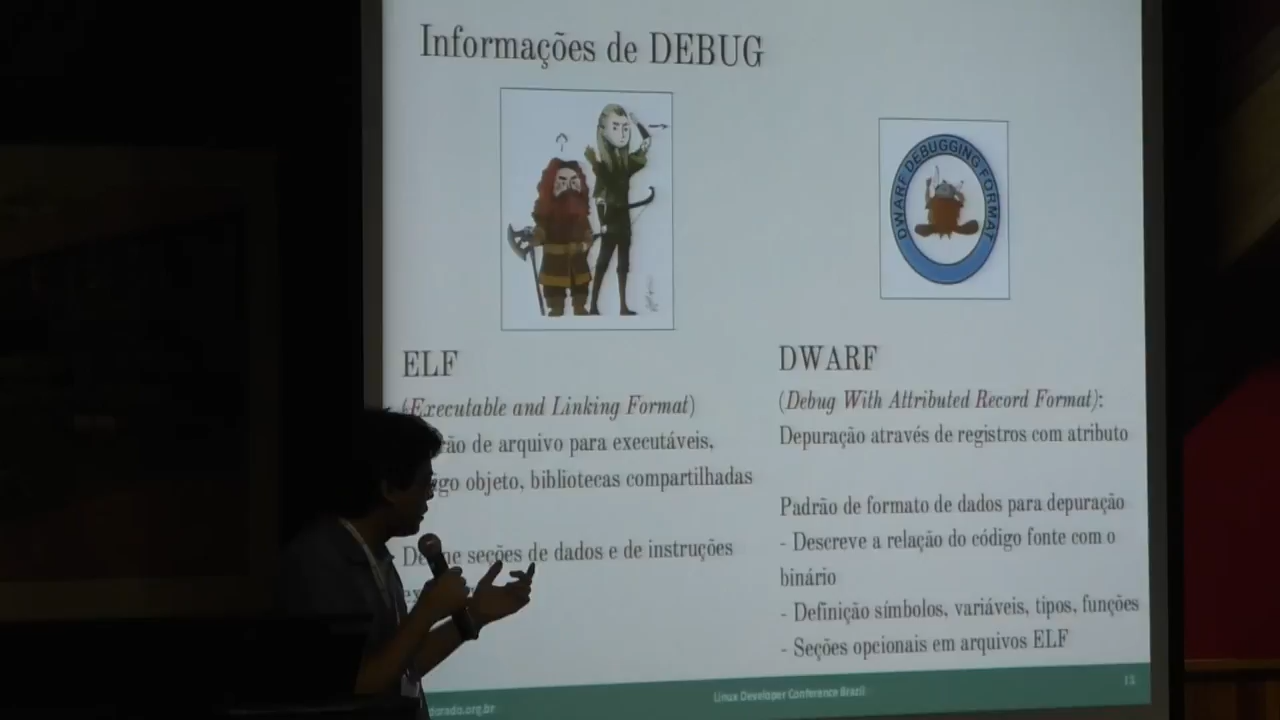 Informações de DEBUG
DWARF DEBUGGING FORMAT
ELF
(Executable and Linking Format)
de arquivo para executáveis,
objeto, bibliotecas compartilhadas
seções de dados e de instruções
DWARF
(Debug With Attributed Record Format):
Depuração através de registros com atributo
Padrão de formato de dados para depuração
- Descreve a relação do código fonte com o
binário
- Definição símbolos, variáveis, tipos, funções
- Seções opcionais em arquivos ELF
Linux Developer Conference Brazil